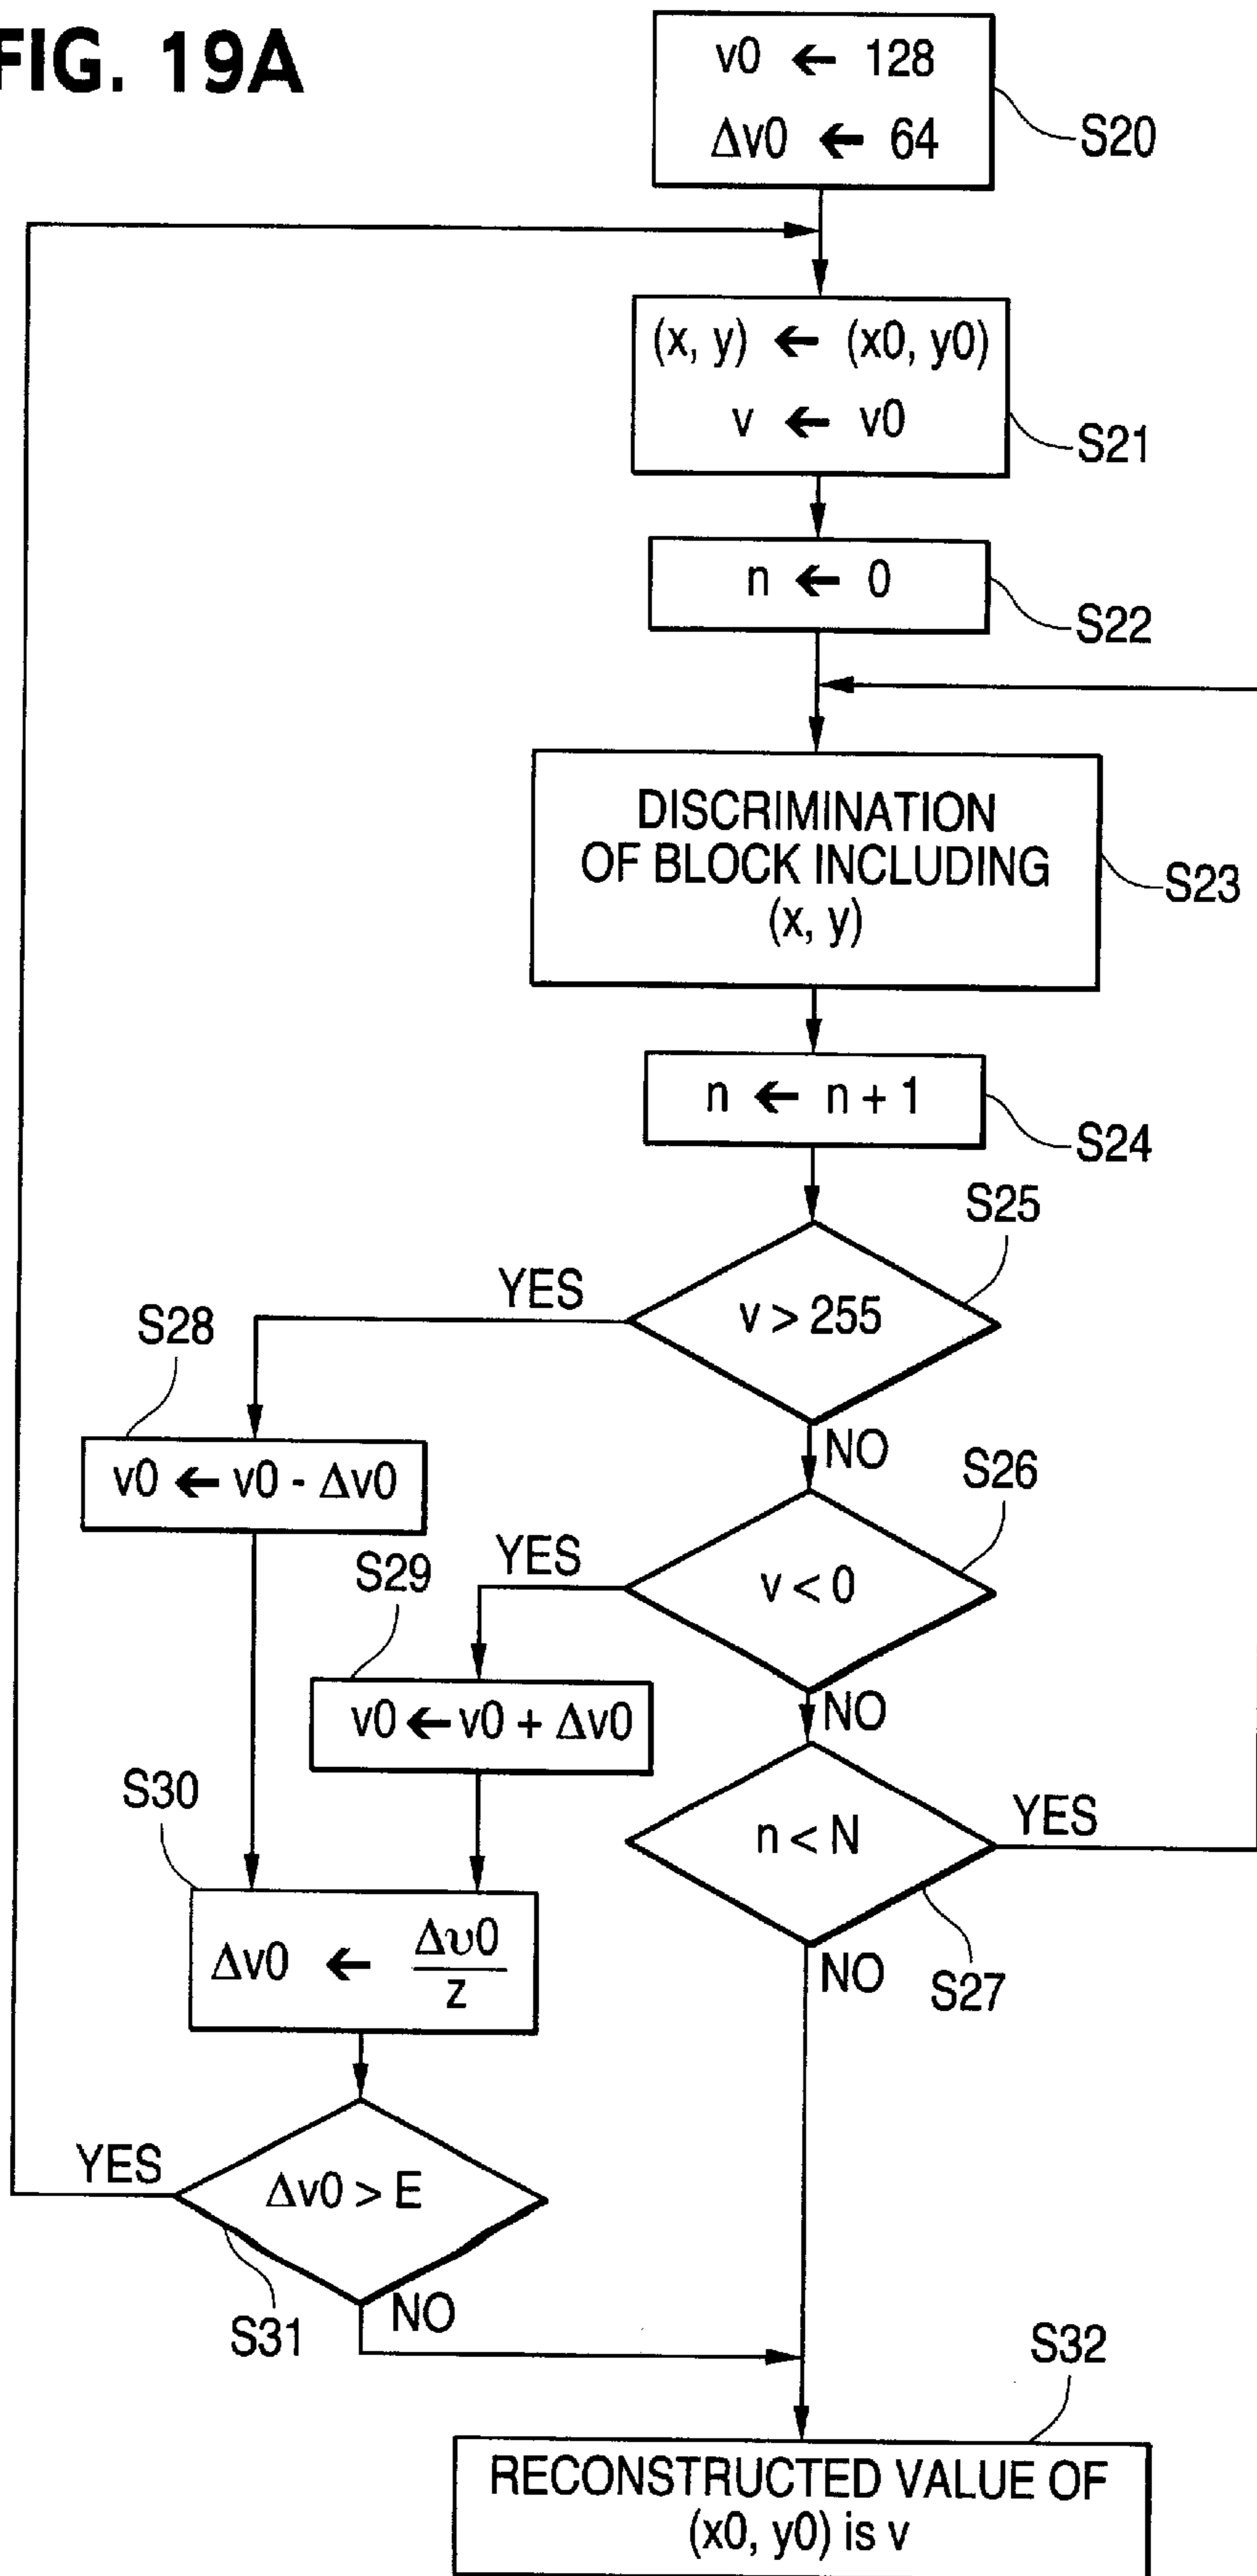 FIG. 19A
v0 ← 128
Δv0 ← 64
S20
(x, y) ← (x0, y0)
v ← v0
S21
n ← 0
S22
DISCRIMINATION
OF BLOCK INCLUDING
(x, y)
S23
n ← n + 1
S24
S25
YES
v > 255
S28
NO
v0 ← v0 - Δv0
S26
YES
S29
v < 0
v0 ← v0 + Δv0
NO
S30
n < N
YES
Δv0 ← Δυ0
z
NO
S27
YES
Δv0 > E
NO
S31
S32
RECONSTRUCTED VALUE OF
(x0, y0) is v